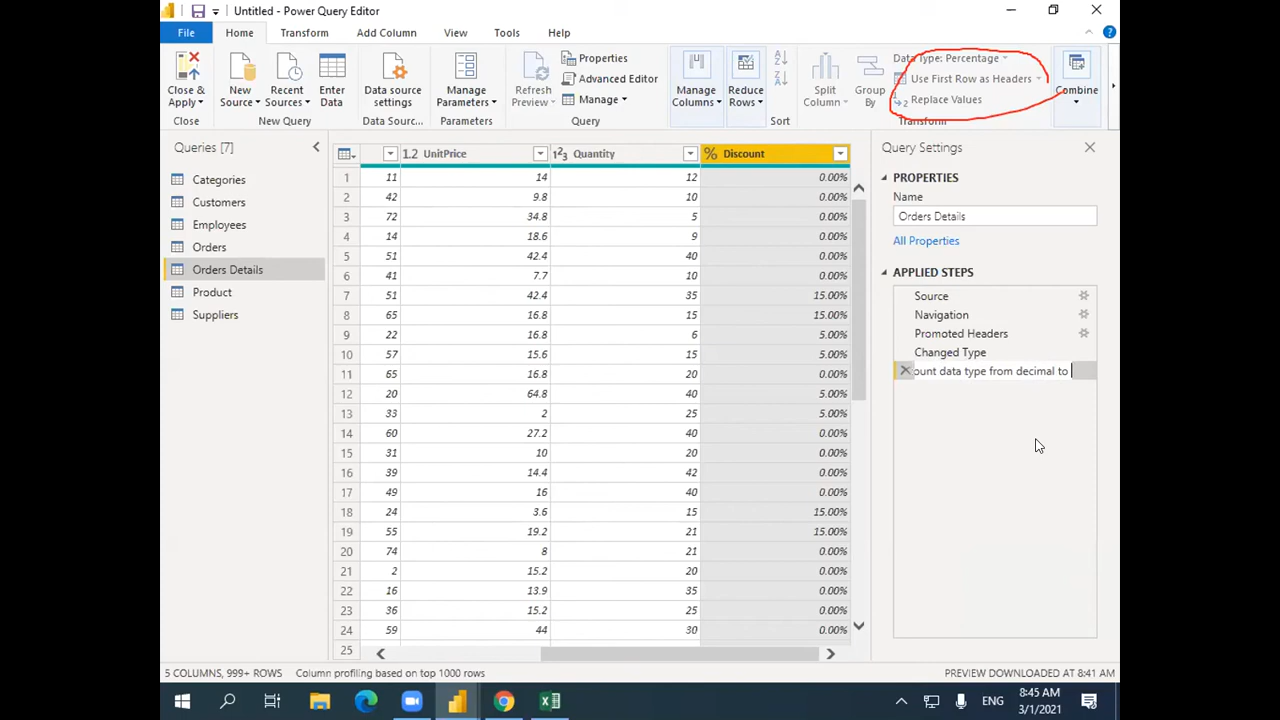 Untitled - Power Query Editor
File Home Transform Add Column View Tools Help
Close & Apply New Source Recent Sources Enter Data Data source settings Manage Parameters Refresh Preview Properties Advanced Editor Manage Manage Columns Reduce Rows Split Column Group By Data Type: Percentage Use First Row as Headers Replace Values Combine
Close New Query Data Sourc... Parameters Query Sort Transform
Queries [7]
Categories
Customers
Employees
Orders
Orders Details
Product
Suppliers
1.2 UnitPrice 1²3 Quantity % Discount
1 11 14 12 0.00%
2 42 9.8 10 0.00%
3 72 34.8 5 0.00%
4 14 18.6 9 0.00%
5 51 42.4 40 0.00%
6 41 7.7 10 0.00%
7 51 42.4 35 15.00%
8 65 16.8 15 15.00%
9 22 16.8 6 5.00%
10 57 15.6 15 5.00%
11 65 16.8 20 0.00%
12 20 64.8 40 5.00%
13 33 2 25 5.00%
14 60 27.2 40 0.00%
15 31 10 20 0.00%
16 39 14.4 42 0.00%
17 49 16 40 0.00%
18 24 3.6 15 15.00%
19 55 19.2 21 15.00%
20 74 8 21 0.00%
21 2 15.2 20 0.00%
22 16 13.9 35 0.00%
23 36 15.2 25 0.00%
24 59 44 30 0.00%
25
Query Settings
PROPERTIES
Name
Orders Details
All Properties
APPLIED STEPS
Source
Navigation
Promoted Headers
Changed Type
ount data type from decimal to
5 COLUMNS, 999+ ROWS Column profiling based on top 1000 rows PREVIEW DOWNLOADED AT 8:41 AM
ENG 8:45 AM
3/1/2021